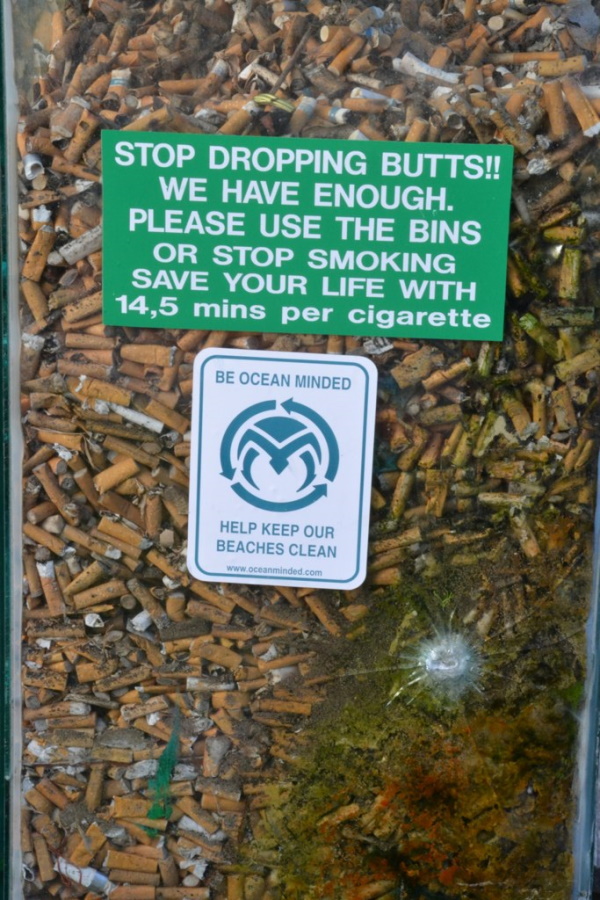 STOP DROPPING BUTTS!!
WE HAVE ENOUGH.
PLEASE USE THE BINS
OR STOP SMOKING
SAVE YOUR LIFE WITH
14,5 mins per cigarette
BE OCEAN MINDED
HELP KEEP OUR
BEACHES CLEAN
www.oceanminded.com